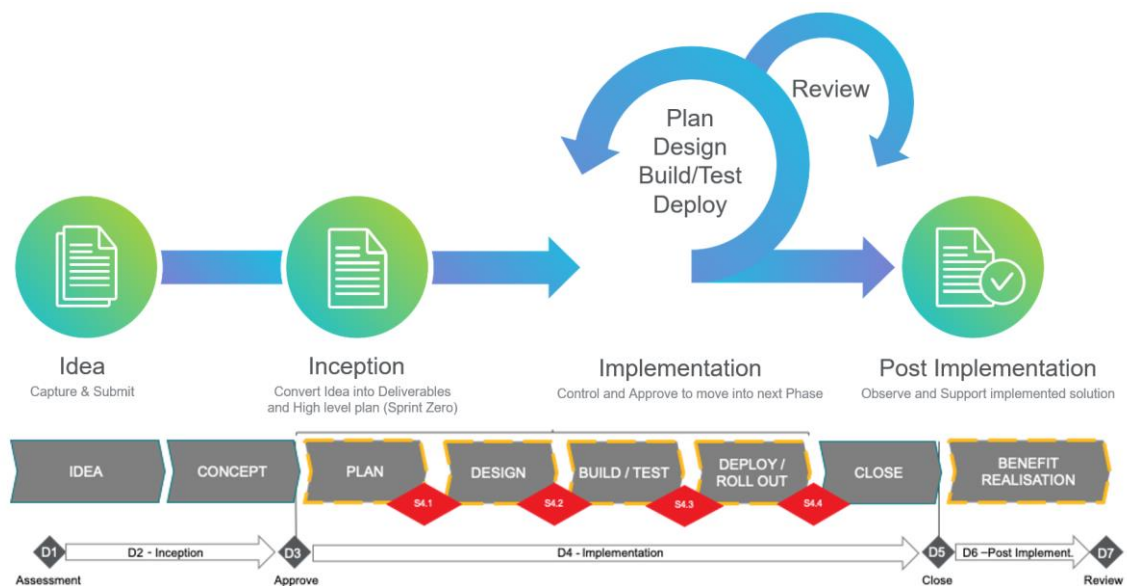 Review
Plan
Design
Build/Test
Deploy
Idea
Capture & Submit
Inception
Convert Idea into Deliverables
and High level plan (Sprint Zero)
Implementation
Control and Approve to move into next Phase
Post Implementation
Observe and Support implemented solution
IDEA
CONCEPT
PLAN
DESIGN
BUILD / TEST
DEPLOY /
ROLL OUT
CLOSE
BENEFIT
REALISATION
S4.1
S4.2
S4.3
S4.4
D1
D2 - Inception
D3
D4 - Implementation
D5
D6 –Post Implement.
D7
Assessment
Approve
Close
Review